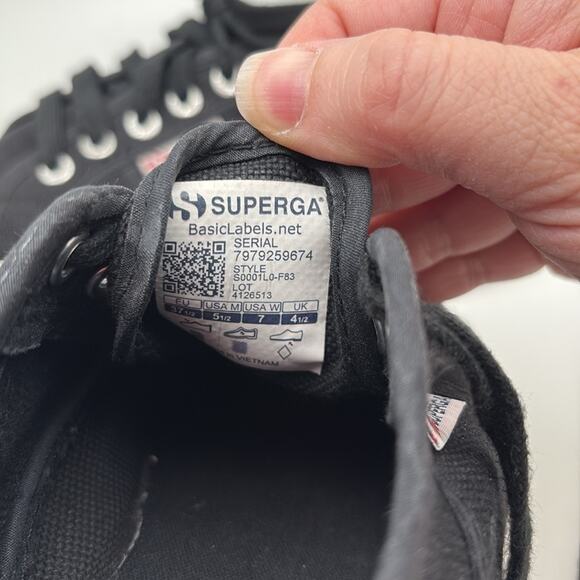 SUPERGA®
BasicLabels.net
SERIAL
7979259674
STYLE
S0001L0-F83
LOT
4126513
EU USA M USA W UK
37 1/2 5 1/2 7 4 1/2
VIETNAM